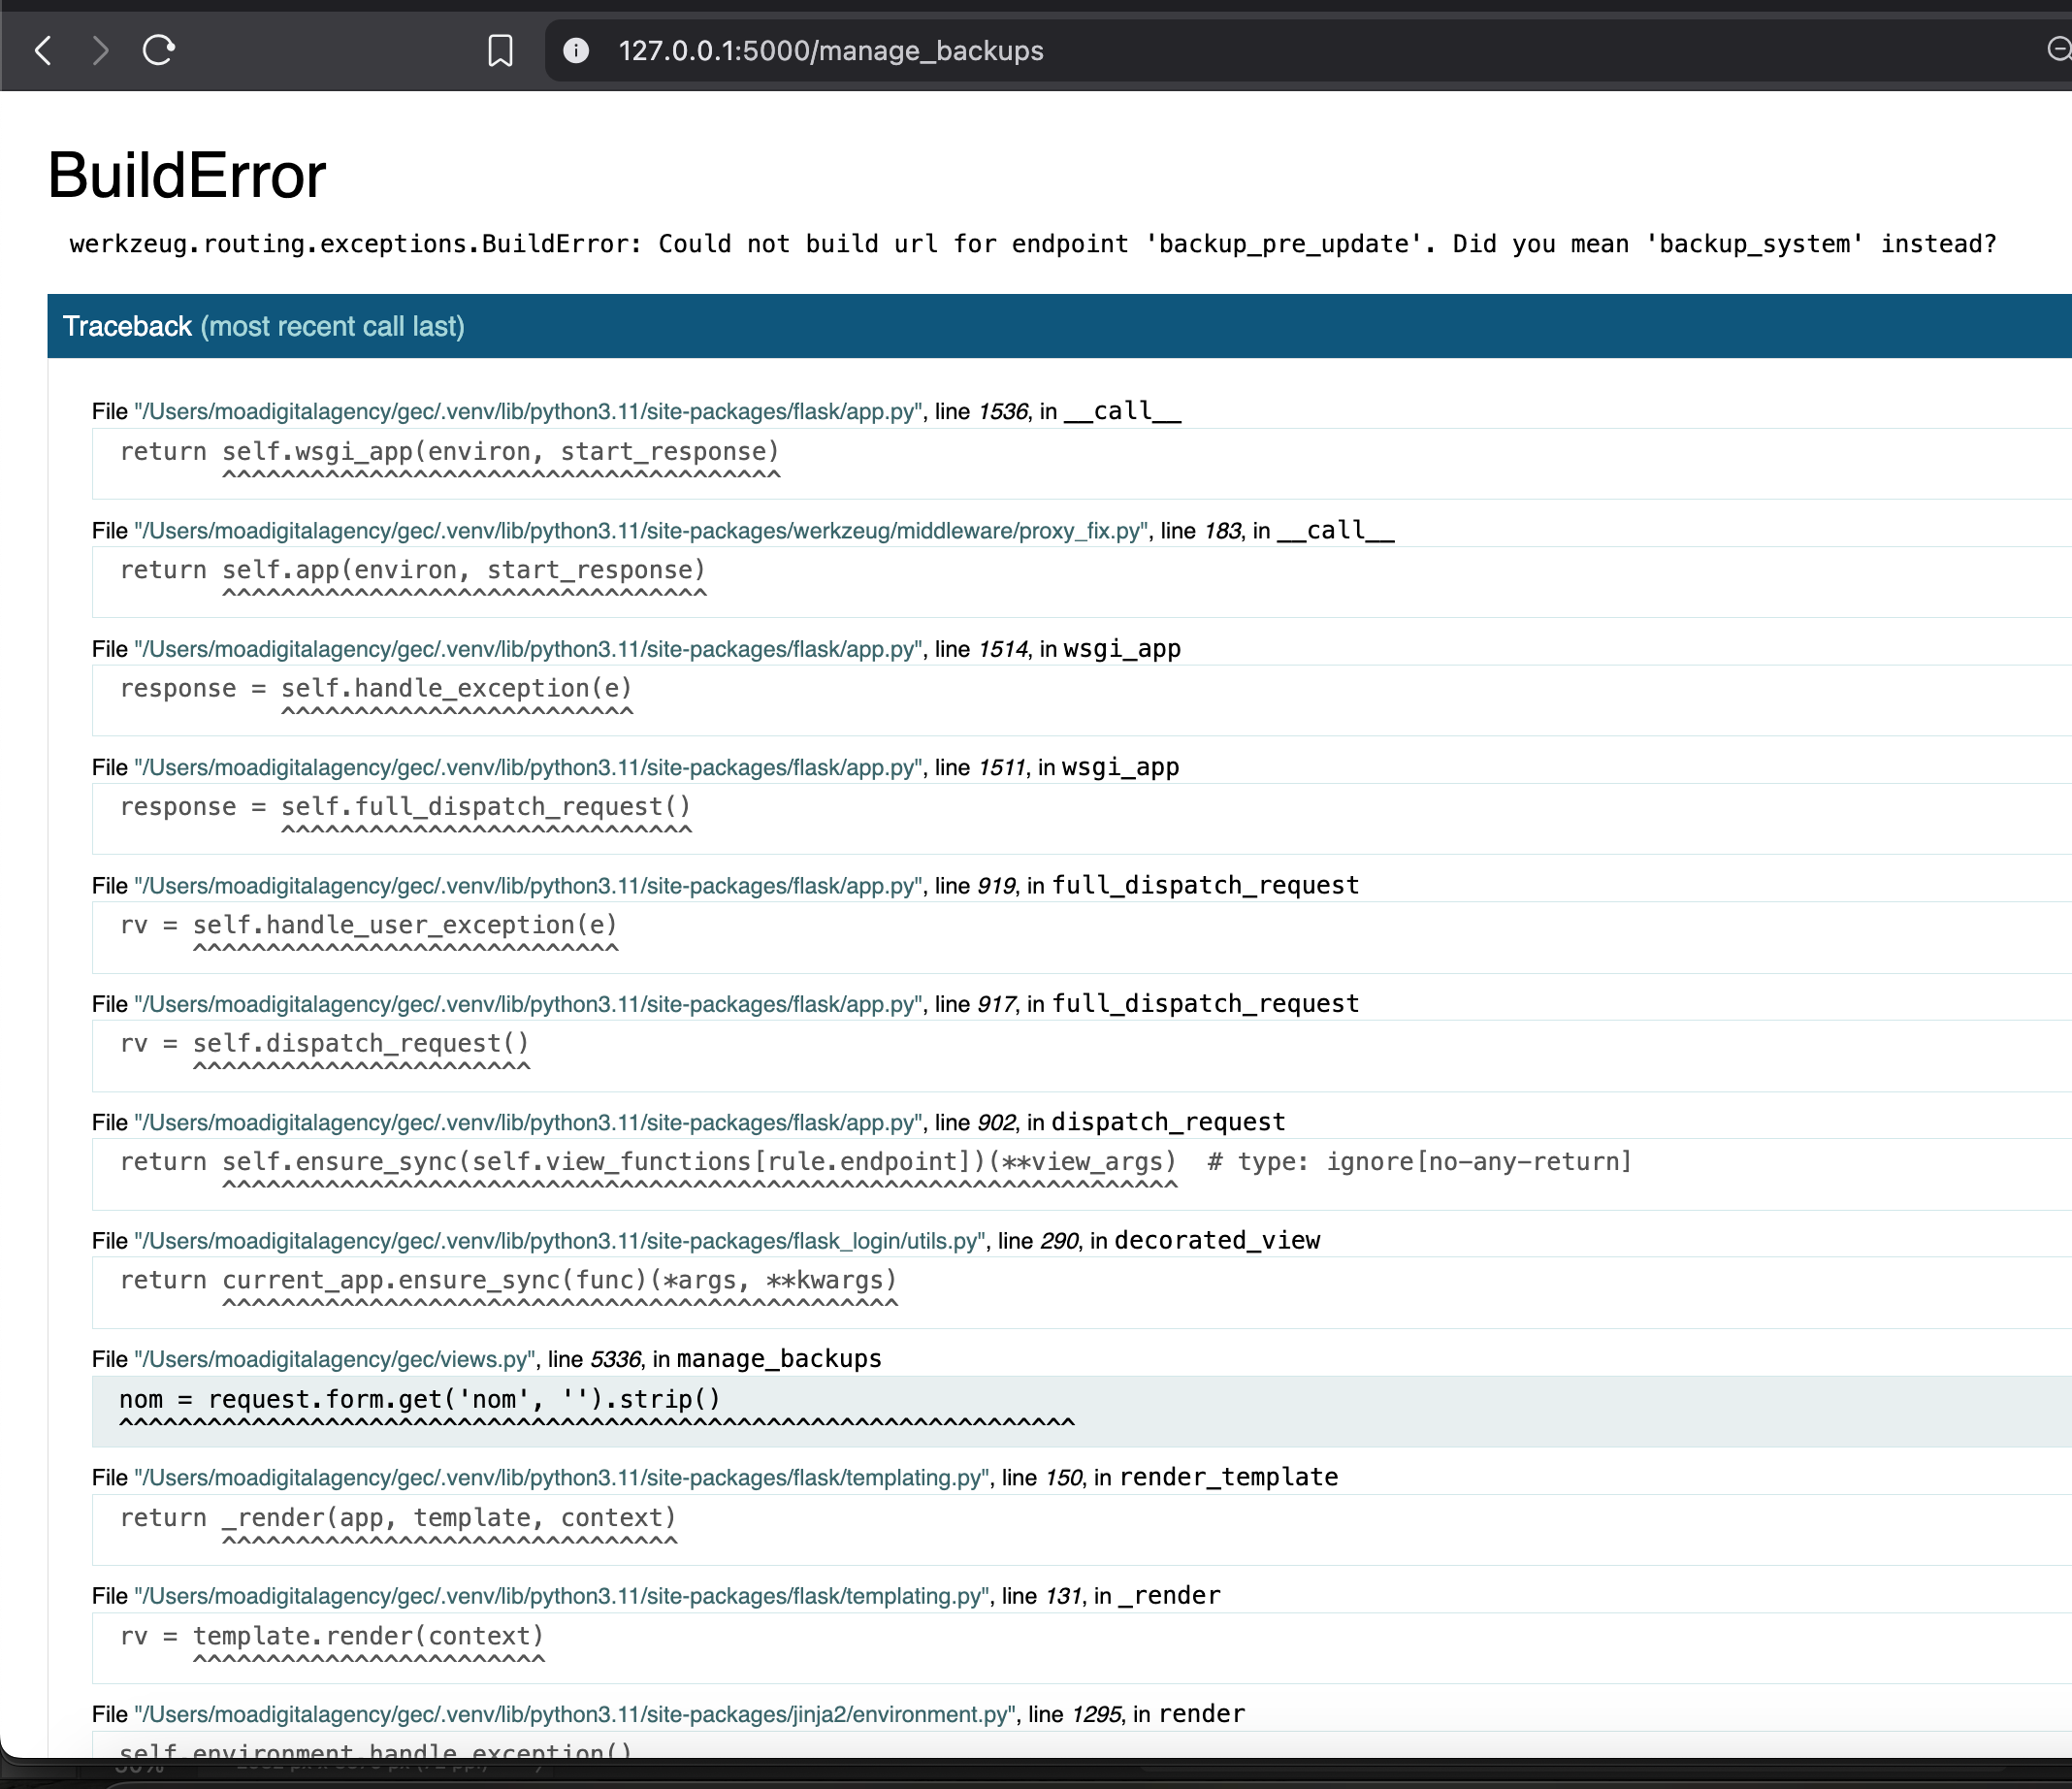 127.0.0.1:5000/manage_backups
BuildError
werkzeug.routing.exceptions.BuildError: Could not build url for endpoint 'backup_pre_update'. Did you mean 'backup_system' instead?
Traceback (most recent call last)
File "/Users/moadigitalagency/gec/.venv/lib/python3.11/site-packages/flask/app.py", line 1536, in __call__
return self.wsgi_app(environ, start_response)
^^^^^^^^^^^^^^^^^^^^^^^^^^^^^^^^^^^^^^
File "/Users/moadigitalagency/gec/.venv/lib/python3.11/site-packages/werkzeug/middleware/proxy_fix.py", line 183, in __call__
return self.app(environ, start_response)
^^^^^^^^^^^^^^^^^^^^^^^^^^^^^^^^^
File "/Users/moadigitalagency/gec/.venv/lib/python3.11/site-packages/flask/app.py", line 1514, in wsgi_app
response = self.handle_exception(e)
^^^^^^^^^^^^^^^^^^^^^^^^
File "/Users/moadigitalagency/gec/.venv/lib/python3.11/site-packages/flask/app.py", line 1511, in wsgi_app
response = self.full_dispatch_request()
^^^^^^^^^^^^^^^^^^^^^^^^^^^^
File "/Users/moadigitalagency/gec/.venv/lib/python3.11/site-packages/flask/app.py", line 919, in full_dispatch_request
rv = self.handle_user_exception(e)
^^^^^^^^^^^^^^^^^^^^^^^^^^^^^
File "/Users/moadigitalagency/gec/.venv/lib/python3.11/site-packages/flask/app.py", line 917, in full_dispatch_request
rv = self.dispatch_request()
^^^^^^^^^^^^^^^^^^^^^^^
File "/Users/moadigitalagency/gec/.venv/lib/python3.11/site-packages/flask/app.py", line 902, in dispatch_request
return self.ensure_sync(self.view_functions[rule.endpoint])(**view_args)  # type: ignore[no-any-return]
^^^^^^^^^^^^^^^^^^^^^^^^^^^^^^^^^^^^^^^^^^^^^^^^^^^^^^^^^^^^^^^^^
File "/Users/moadigitalagency/gec/.venv/lib/python3.11/site-packages/flask_login/utils.py", line 290, in decorated_view
return current_app.ensure_sync(func)(*args, **kwargs)
^^^^^^^^^^^^^^^^^^^^^^^^^^^^^^^^^^^^^^^^^^^^^^
File "/Users/moadigitalagency/gec/views.py", line 5336, in manage_backups
nom = request.form.get('nom', '').strip()
^^^^^^^^^^^^^^^^^^^^^^^^^^^^^^^^^^^^^^^^^^^^^^^^^^^^^^^^^^^^^^^^^
File "/Users/moadigitalagency/gec/.venv/lib/python3.11/site-packages/flask/templating.py", line 150, in render_template
return _render(app, template, context)
^^^^^^^^^^^^^^^^^^^^^^^^^^^^^^^
File "/Users/moadigitalagency/gec/.venv/lib/python3.11/site-packages/flask/templating.py", line 131, in _render
rv = template.render(context)
^^^^^^^^^^^^^^^^^^^^^^^^
File "/Users/moadigitalagency/gec/.venv/lib/python3.11/site-packages/jinja2/environment.py", line 1295, in render
self.environment.handle_exception()